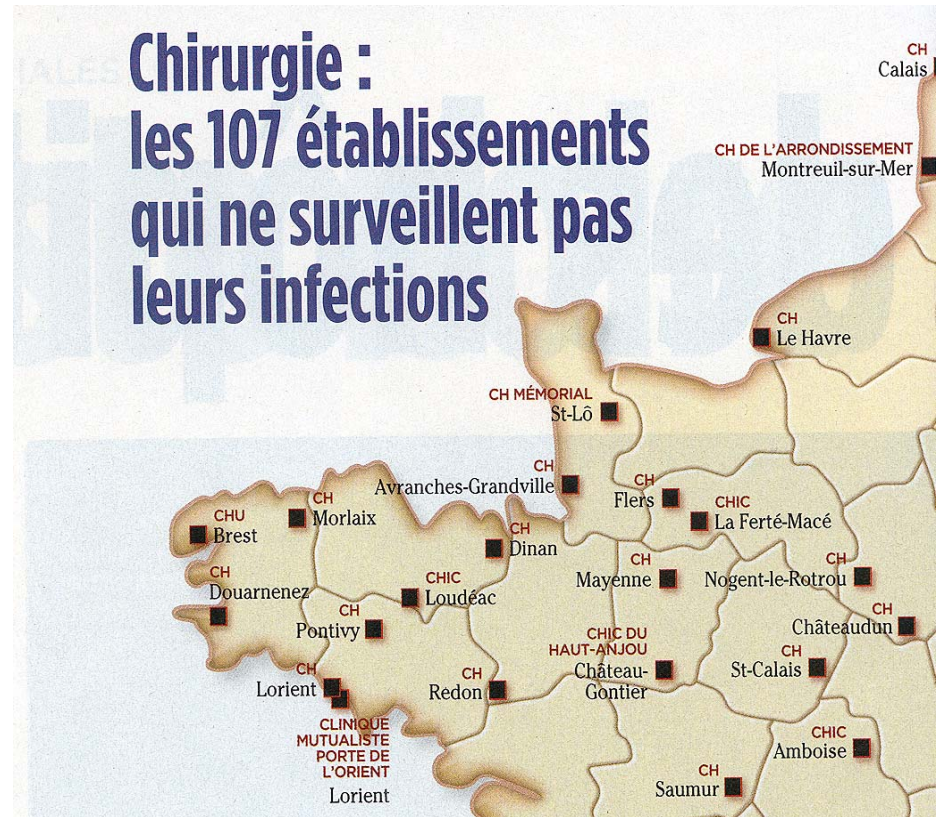 Chirurgie :
les 107 établissements
qui ne surveillent pas
leurs infections
CH
Calais
CH DE L'ARRONDISSEMENT
Montreuil-sur-Mer
CH
Le Havre
CH MÉMORIAL
St-Lô
CH
Avranches-Grandville
CH
Flers
CHIC
La Ferté-Macé
CHU
Brest
CH
Morlaix
CH
Dinan
CH
Mayenne
Nogent-le-Rotrou
CH
CH
Douarnenez
CHIC
Loudéac
CH
Pontivy
CH
Châteaudun
CHIC DU
HAUT-ANJOU
Château-
Gontier
CH
St-Calais
CH
Lorient
CH
Redon
CLINIQUE
MUTUALISTE
PORTE DE
L'ORIENT
Lorient
CHIC
Amboise
CH
Saumur